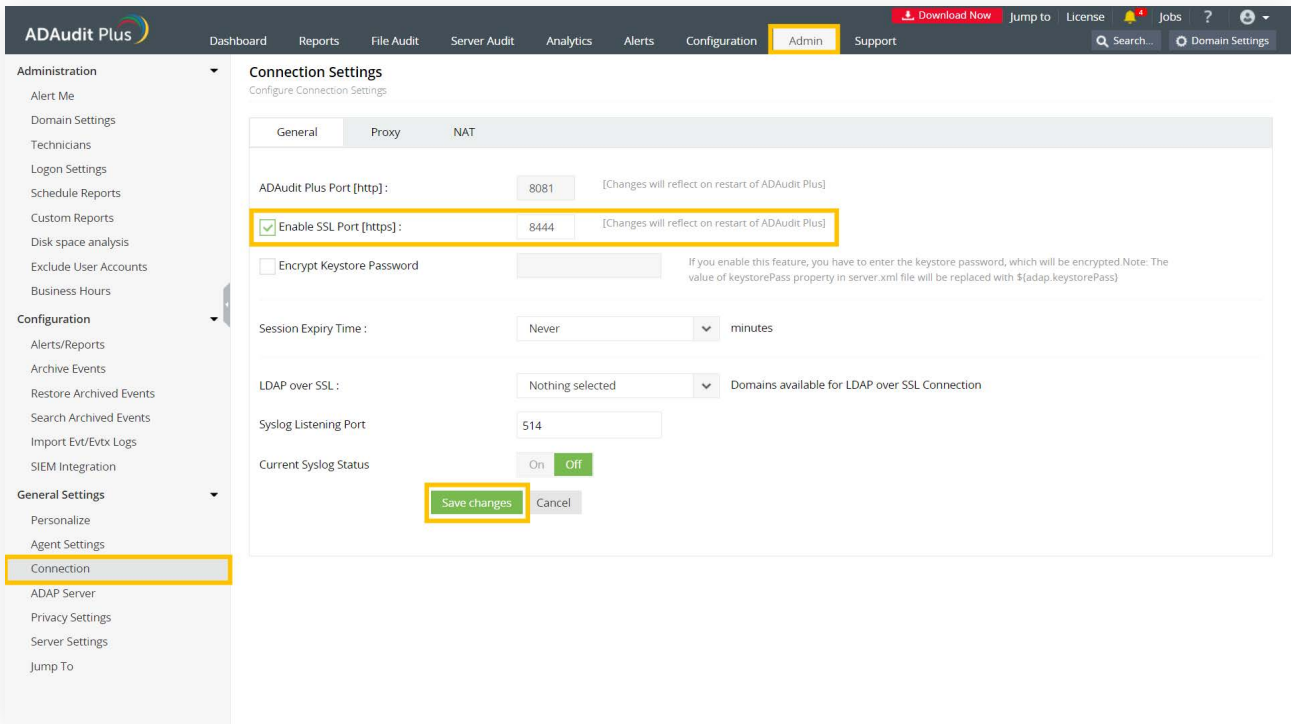 Download Now Jump to License 4 Jobs ?
ADAudit Plus
Dashboard Reports File Audit Server Audit Analytics Alerts Configuration Admin Support Search... Domain Settings
Administration
Alert Me
Domain Settings
Technicians
Logon Settings
Schedule Reports
Custom Reports
Disk space analysis
Exclude User Accounts
Business Hours
Configuration
Alerts/Reports
Archive Events
Restore Archived Events
Search Archived Events
Import Evt/Evtx Logs
SIEM Integration
General Settings
Personalize
Agent Settings
Connection
ADAP Server
Privacy Settings
Server Settings
Jump To
Connection Settings
Configure Connection Settings
General Proxy NAT
ADAudit Plus Port [http] : 8081 [Changes will reflect on restart of ADAudit Plus]
Enable SSL Port [https] : 8444 [Changes will reflect on restart of ADAudit Plus]
Encrypt Keystore Password If you enable this feature, you have to enter the keystore password, which will be encrypted.Note: The
value of keystorePass property in server.xml file will be replaced with ${adap.keystorePass}
Session Expiry Time : Never minutes
LDAP over SSL : Nothing selected Domains available for LDAP over SSL Connection
Syslog Listening Port 514
Current Syslog Status On Off
Save changes Cancel